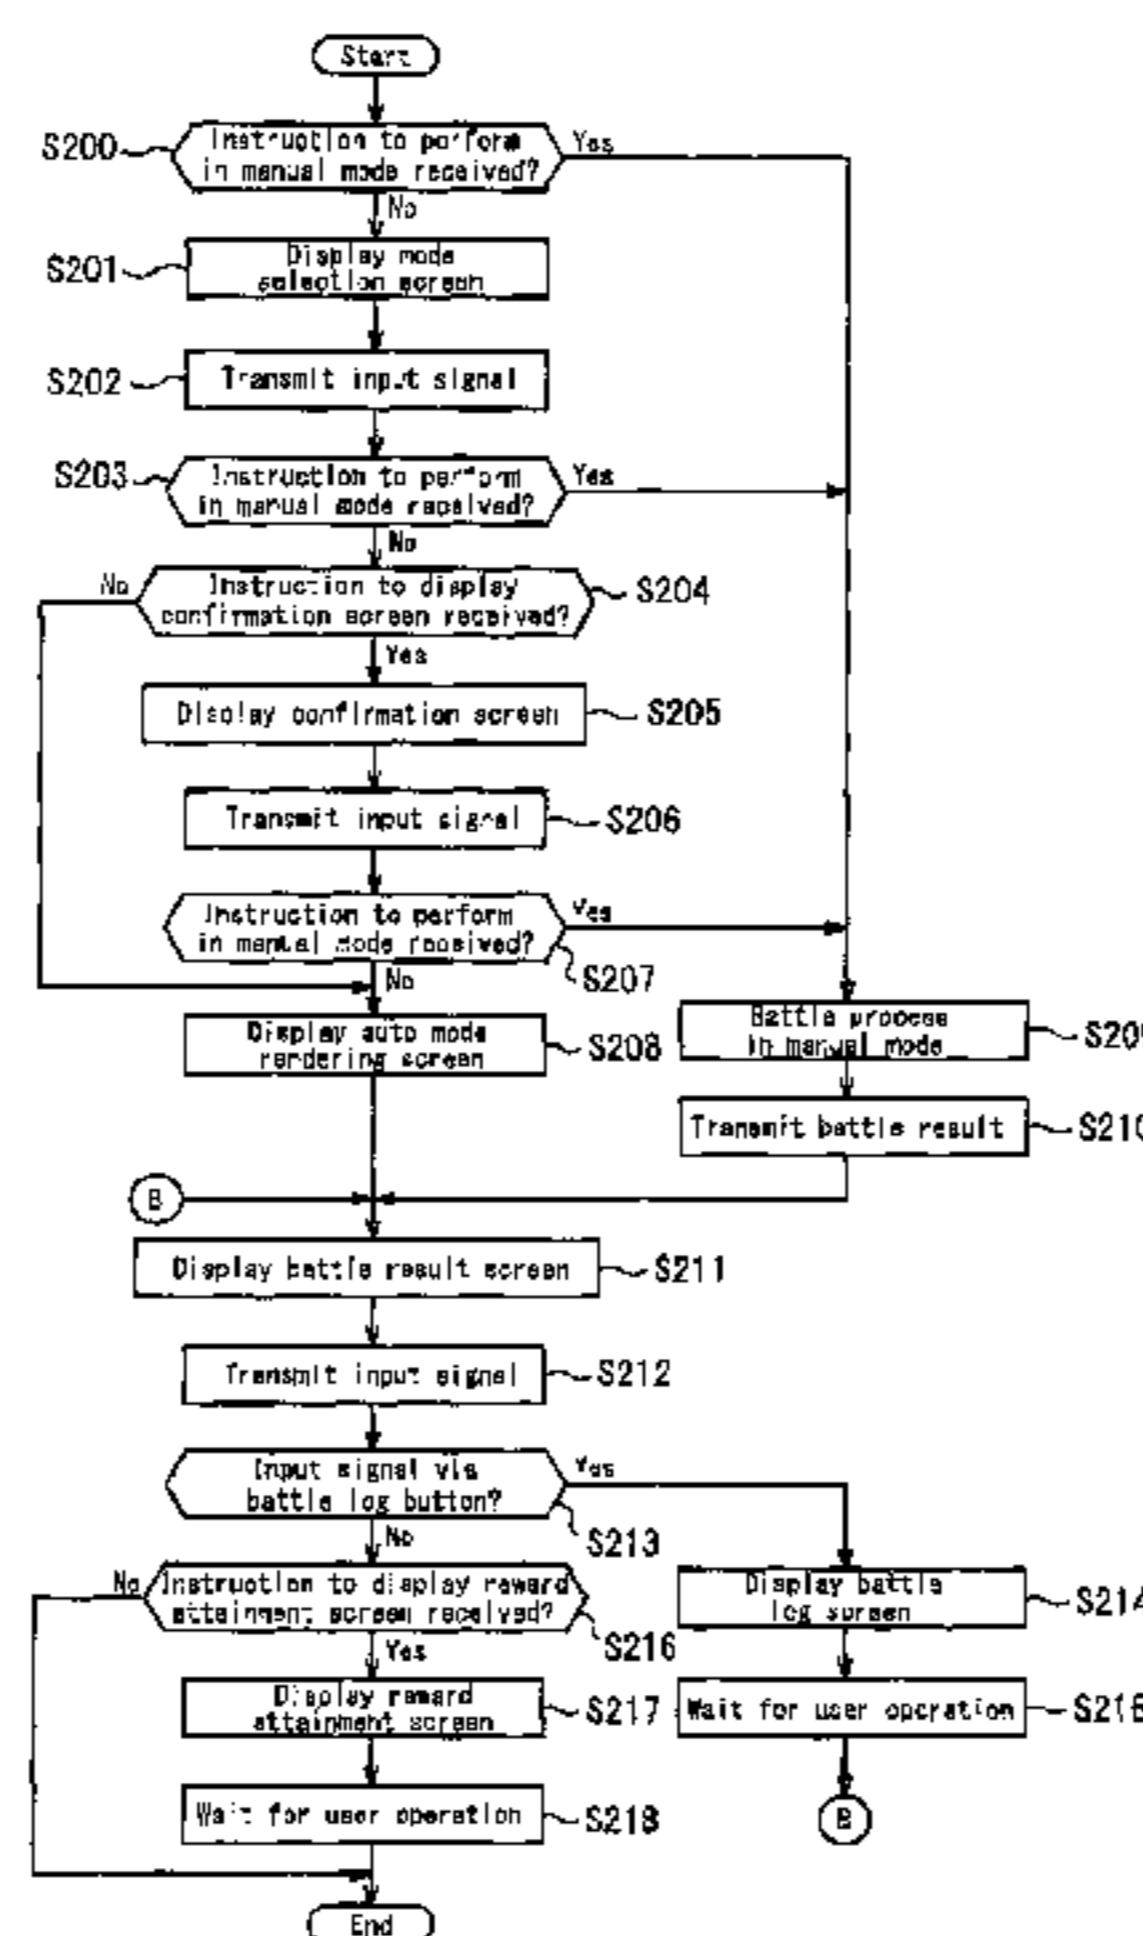 Start
S200
Instruction to perform
in manual mode received?
Yes
No
S201
Display mode
selection screen
S202
Transmit input signal
S203
Instruction to perform
in manual mode received?
Yes
No
No
Instruction to display
confirmation screen received?
S204
Yes
Display confirmation screen
S205
Transmit input signal
S206
Instruction to perform
in manual mode received?
Yes
S207
No
Display auto mode
rendering screen
S208
Battle process
in manual mode
S209
Transmit battle result
S210
B
Display battle result screen
S211
Transmit input signal
S212
Input signal via
battle log button?
Yes
S213
No
No
Instruction to display reward
attainment screen received?
S216
Yes
Display battle
log screen
S214
Display reward
attainment screen
S217
Wait for user operation
Wait for user operation
S218
B
End